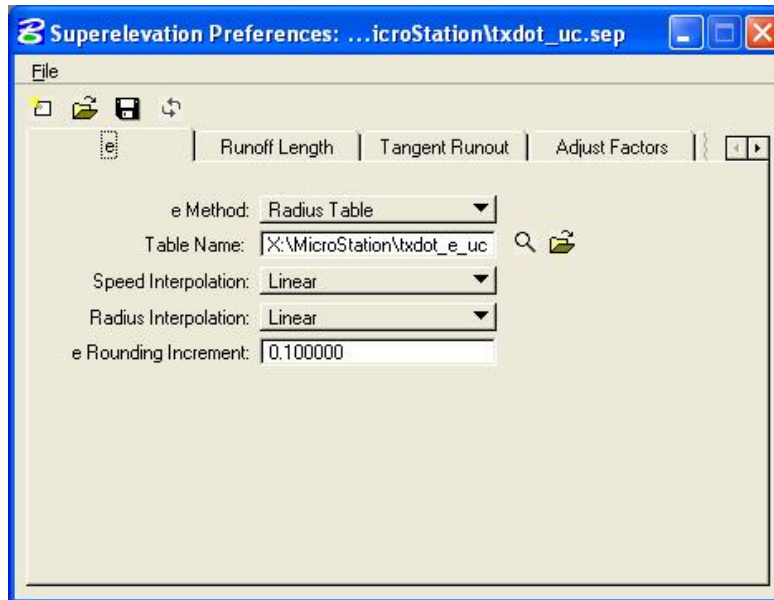 Superelevation Preferences: ...icroStation\txdot_uc.sep
File
e Runoff Length Tangent Runout Adjust Factors
e Method: Radius Table
Table Name: X:\MicroStation\txdot_e_uc
Speed Interpolation: Linear
Radius Interpolation: Linear
e Rounding Increment: 0.100000